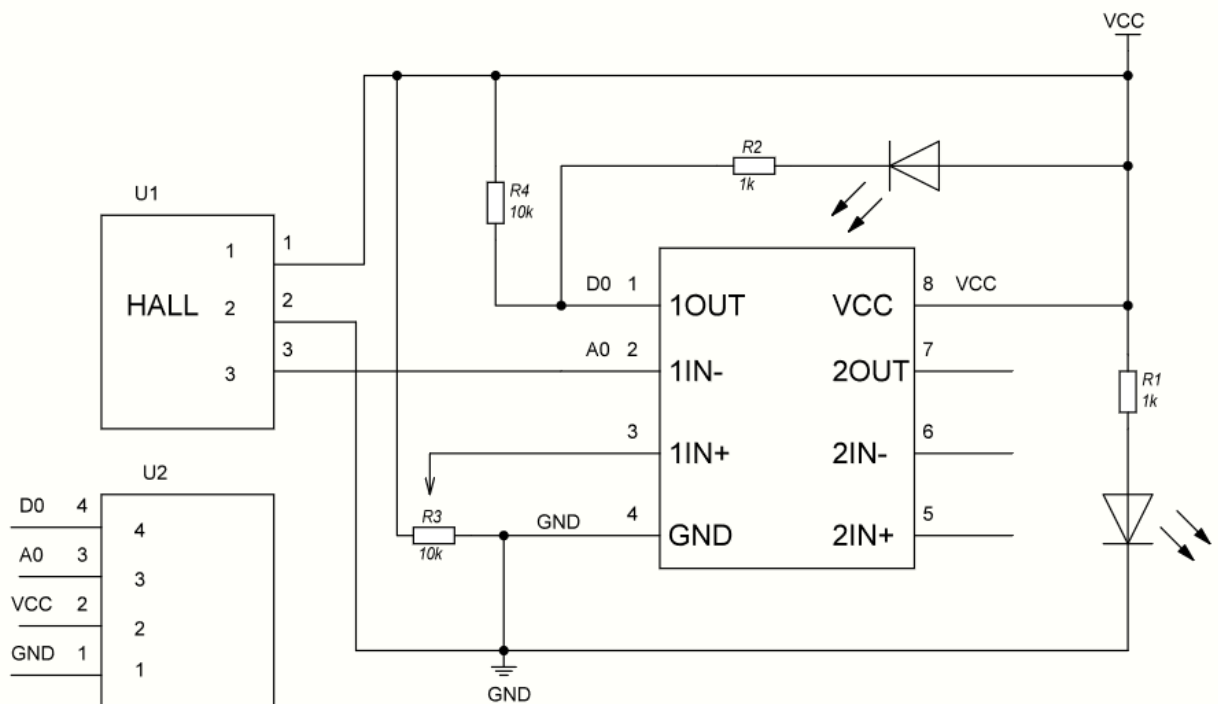 VCC
R2
1k
R4
10k
U1
1
1
HALL
2
2
3
3
D0
1
1OUT
VCC
8
VCC
A0
2
1IN-
2OUT
7
R1
1k
3
1IN+
2IN-
6
R3
10k
GND
4
GND
2IN+
5
U2
D0
4
4
A0
3
3
VCC
2
2
GND
1
1
GND